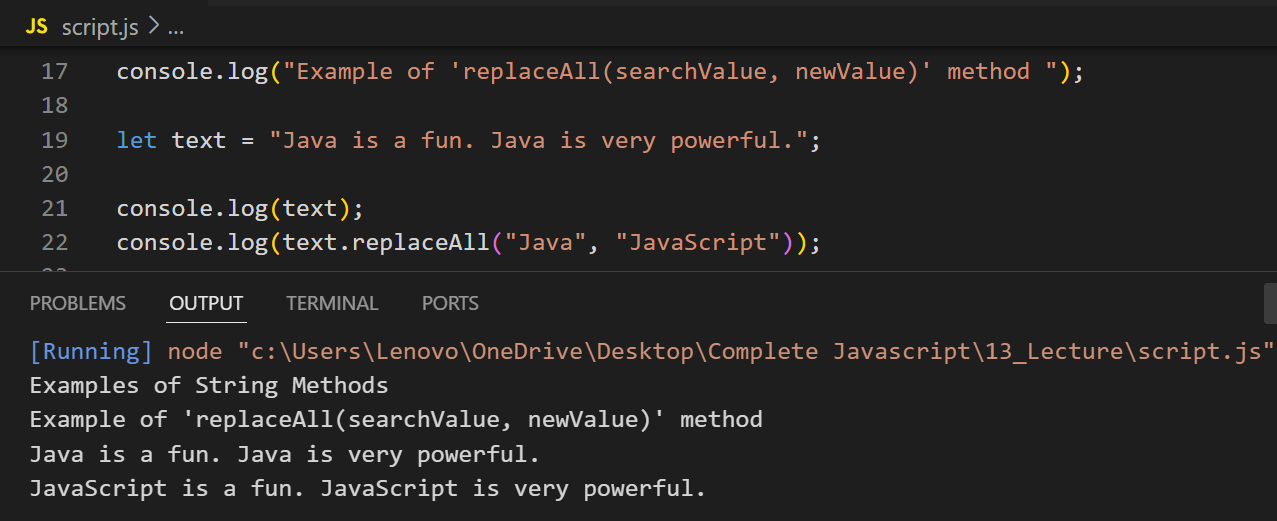 JS script.js > ...
17 console.log("Example of 'replaceAll(searchValue, newValue)' method ");
18
19 let text = "Java is a fun. Java is very powerful.";
20
21 console.log(text);
22 console.log(text.replaceAll("Java", "JavaScript"));
PROBLEMS OUTPUT TERMINAL PORTS
[Running] node "c:\Users\Lenovo\OneDrive\Desktop\Complete Javascript\13_Lecture\script.js"
Examples of String Methods
Example of 'replaceAll(searchValue, newValue)' method
Java is a fun. Java is very powerful.
JavaScript is a fun. JavaScript is very powerful.